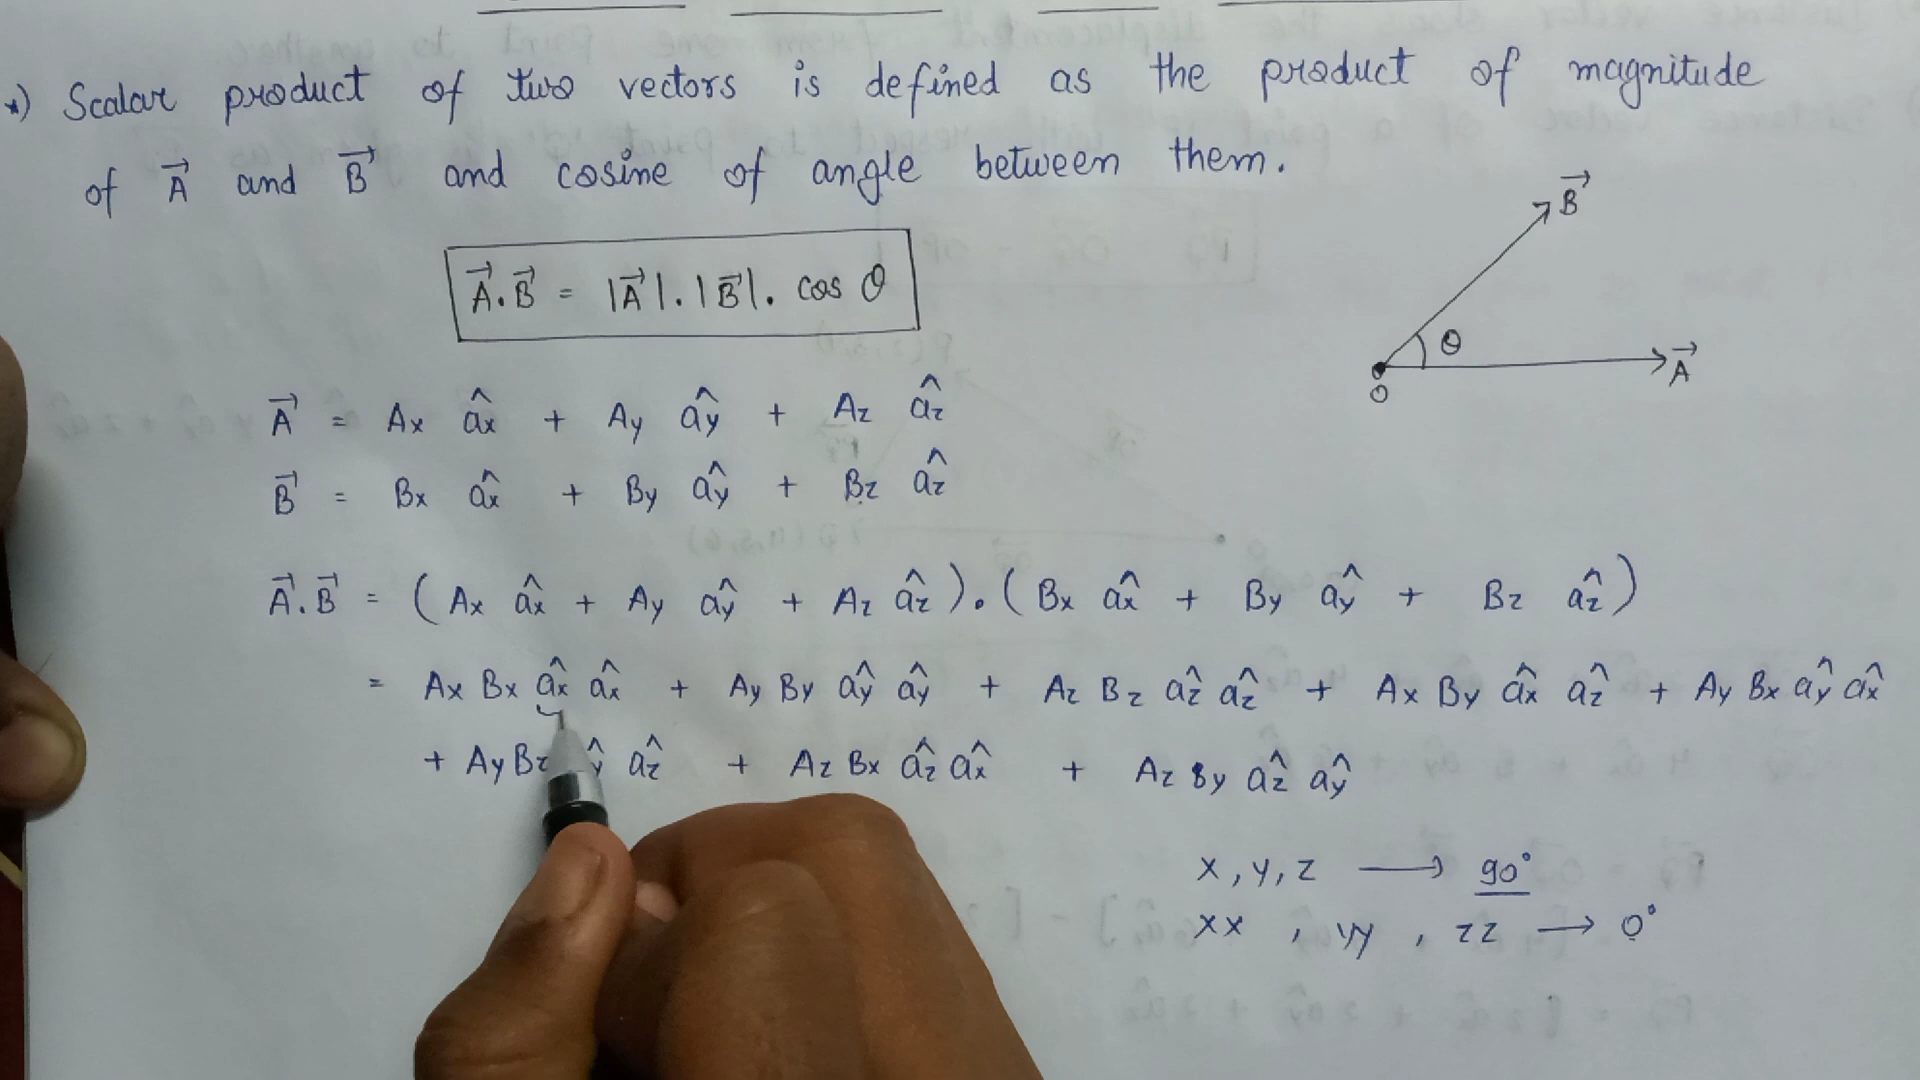 *) Scalar product of two vectors is defined as the product of magnitude
of A⃗ and B⃗ and cosine of angle between them.
A⃗.B⃗ = |A⃗|.|B⃗|. cos θ
B⃗
θ
A⃗
O
A⃗ = Ax âx + Ay ây + Az âz
B⃗ = Bx âx + By ây + Bz âz
A⃗.B⃗ = (Ax âx + Ay ây + Az âz).(Bx âx + By ây + Bz âz)
= Ax Bx âx âx + Ay By ây ây + Az Bz âz âz + Ax By âx âz + Ay Bx ây âx
+ Ay Bz ây âz + Az Bx âz âx + Az By âz ây
x, y, z → 90°
xx, yy, zz → 0°